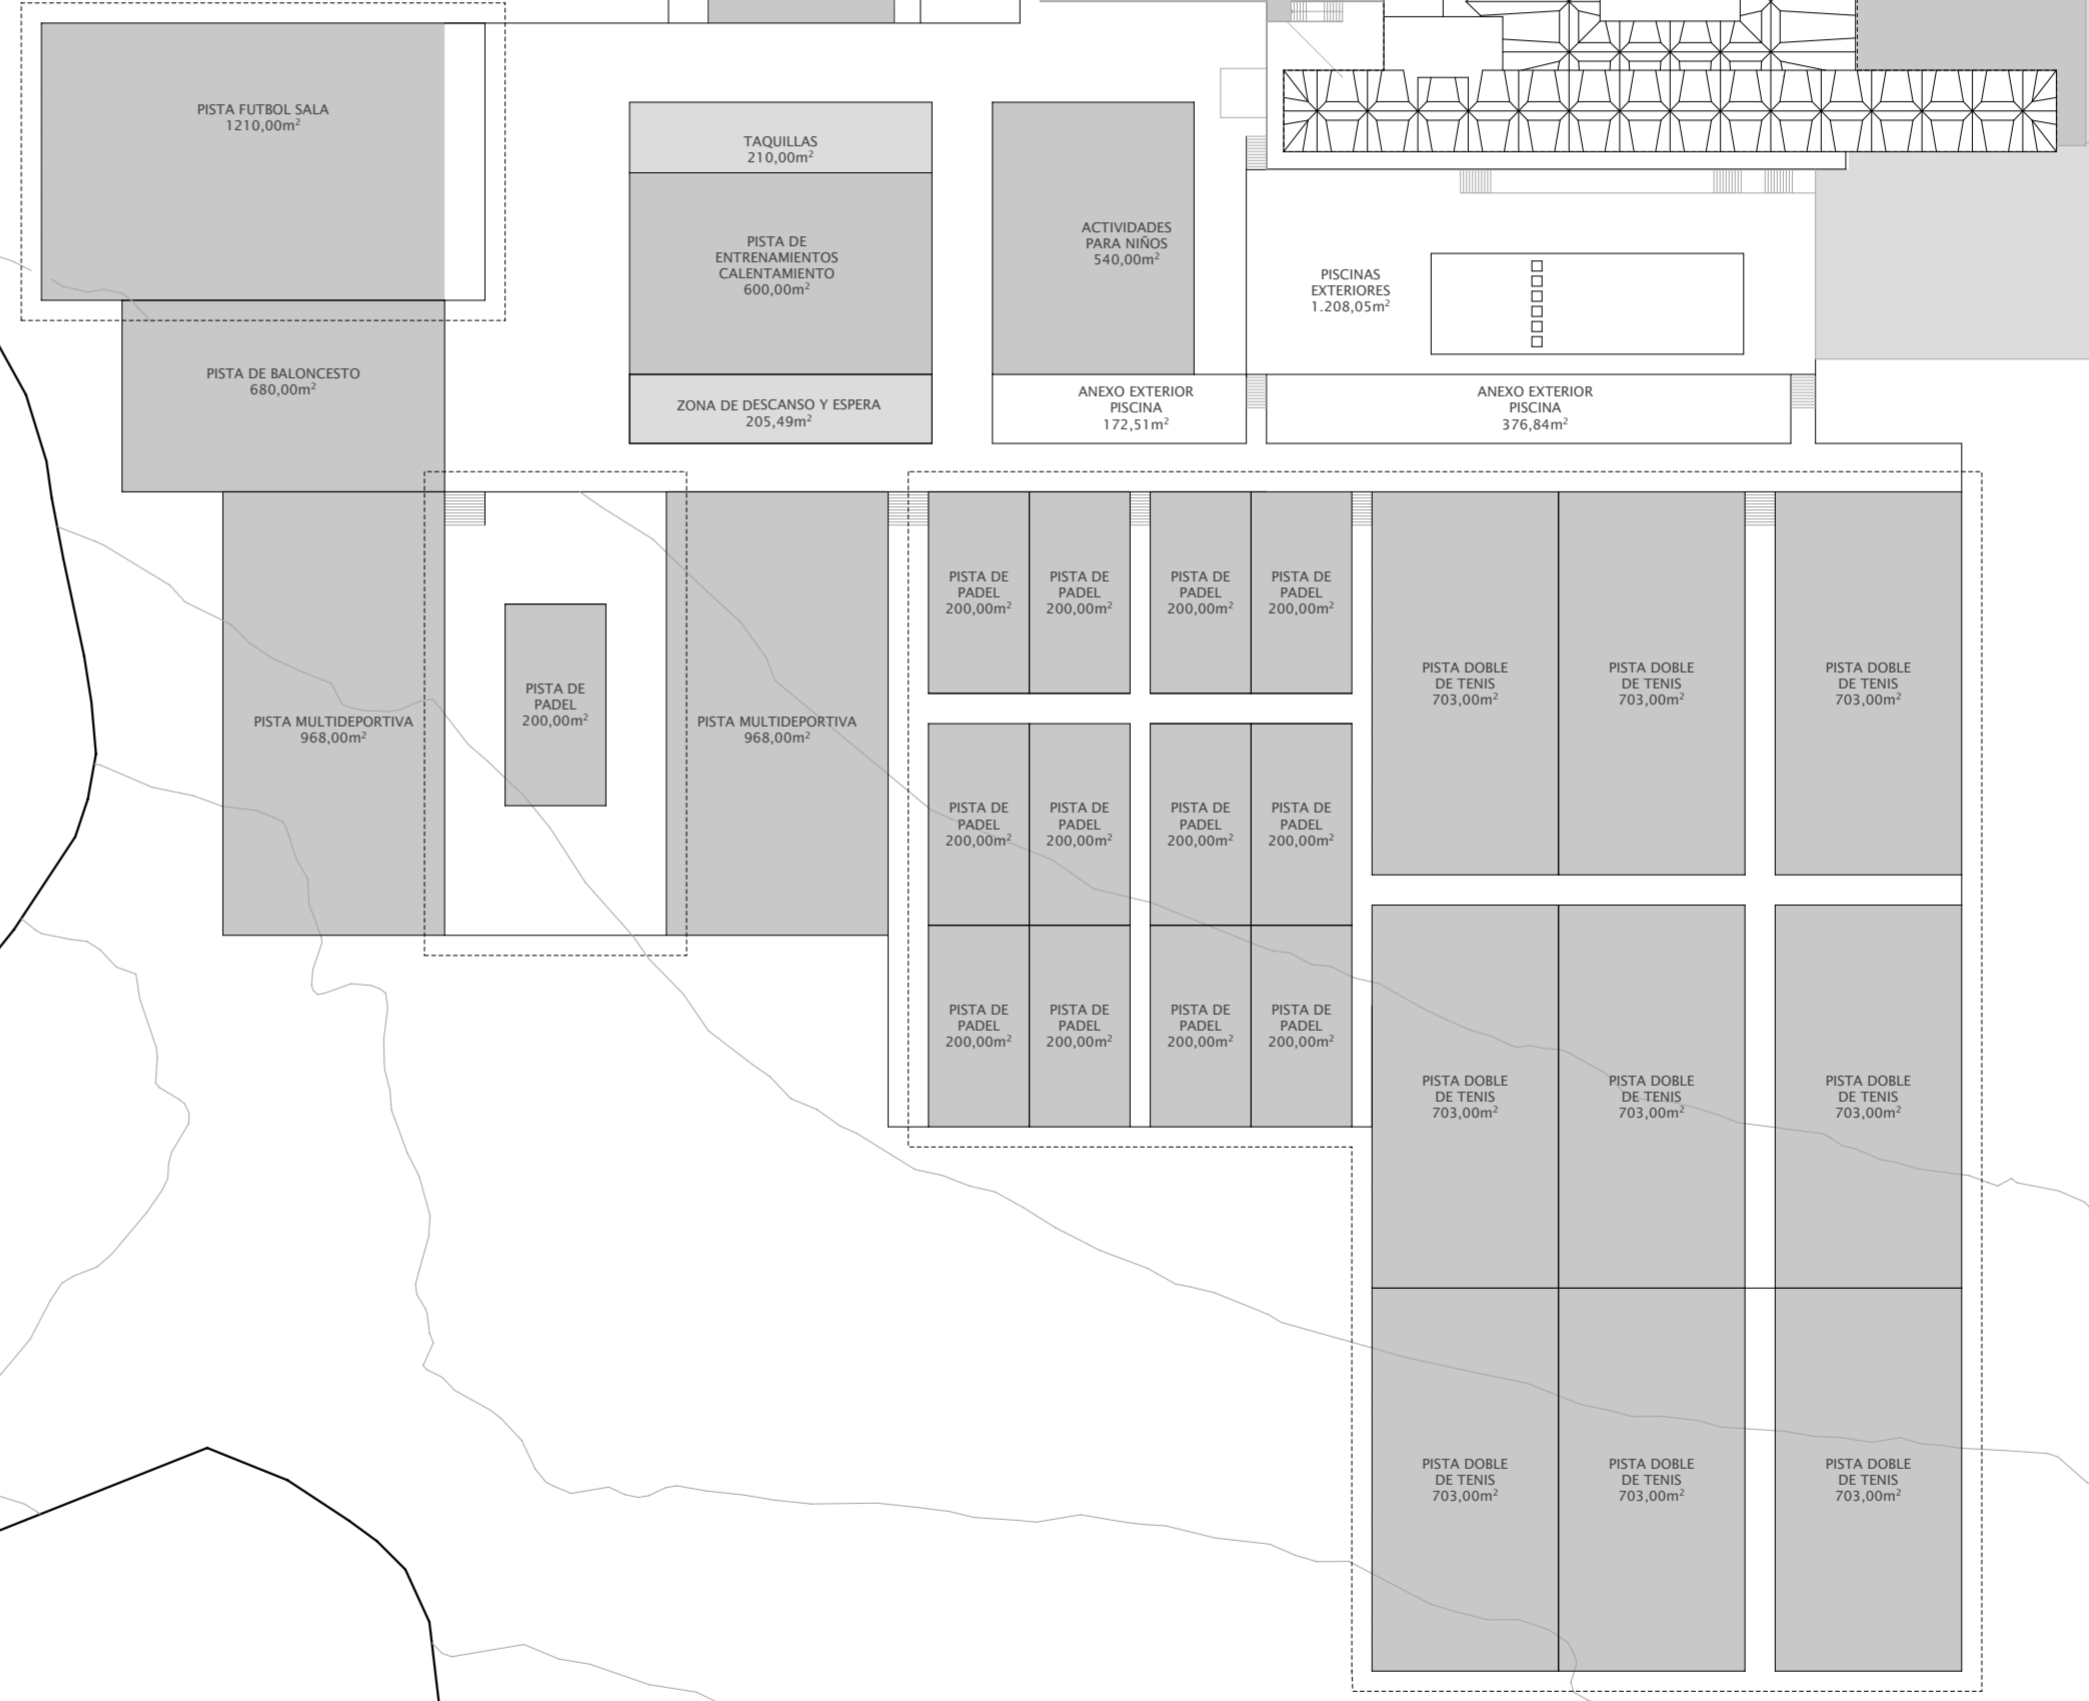 PISTA FUTBOL SALA
1210,00m²
TAQUILLAS
210,00m²
PISTA DE
ENTRENAMIENTOS
CALENTAMIENTO
600,00m²
ACTIVIDADES
PARA NIÑOS
540,00m²
PISCINAS
EXTERIORES
1.208,05m²
PISTA DE BALONCESTO
680,00m²
ZONA DE DESCANSO Y ESPERA
205,49m²
ANEXO EXTERIOR
PISCINA
172,51m²
ANEXO EXTERIOR
PISCINA
376,84m²
PISTA MULTIDEPORTIVA
968,00m²
PISTA DE
PADEL
200,00m²
PISTA MULTIDEPORTIVA
968,00m²
PISTA DE
PADEL
200,00m²
PISTA DE
PADEL
200,00m²
PISTA DE
PADEL
200,00m²
PISTA DE
PADEL
200,00m²
PISTA DOBLE
DE TENIS
703,00m²
PISTA DOBLE
DE TENIS
703,00m²
PISTA DOBLE
DE TENIS
703,00m²
PISTA DE
PADEL
200,00m²
PISTA DE
PADEL
200,00m²
PISTA DE
PADEL
200,00m²
PISTA DE
PADEL
200,00m²
PISTA DE
PADEL
200,00m²
PISTA DE
PADEL
200,00m²
PISTA DE
PADEL
200,00m²
PISTA DE
PADEL
200,00m²
PISTA DOBLE
DE TENIS
703,00m²
PISTA DOBLE
DE TENIS
703,00m²
PISTA DOBLE
DE TENIS
703,00m²
PISTA DOBLE
DE TENIS
703,00m²
PISTA DOBLE
DE TENIS
703,00m²
PISTA DOBLE
DE TENIS
703,00m²